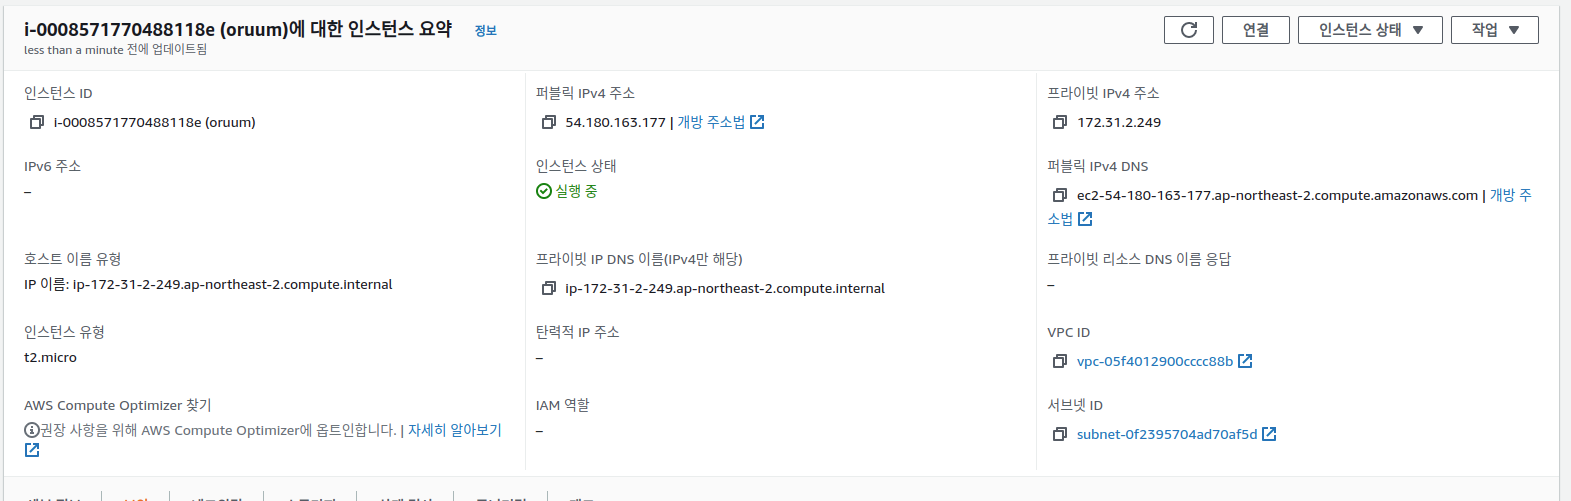 i-0008571770488118e (oruum)에 대한 인스턴스 요약 정보
less than a minute 전에 업데이트됨
연결
인스턴스 상태
작업
인스턴스 ID
i-0008571770488118e (oruum)
퍼블릭 IPv4 주소
54.180.163.177 | 개방 주소법
프라이빗 IPv4 주소
172.31.2.249
IPv6 주소
–
인스턴스 상태
실행 중
퍼블릭 IPv4 DNS
ec2-54-180-163-177.ap-northeast-2.compute.amazonaws.com | 개방 주
소법
호스트 이름 유형
IP 이름: ip-172-31-2-249.ap-northeast-2.compute.internal
프라이빗 IP DNS 이름(IPv4만 해당)
ip-172-31-2-249.ap-northeast-2.compute.internal
프라이빗 리소스 DNS 이름 응답
–
인스턴스 유형
t2.micro
탄력적 IP 주소
–
VPC ID
vpc-05f4012900cccc88b
AWS Compute Optimizer 찾기
권장 사항을 위해 AWS Compute Optimizer에 옵트인합니다. | 자세히 알아보기
IAM 역할
–
서브넷 ID
subnet-0f2395704ad70af5d